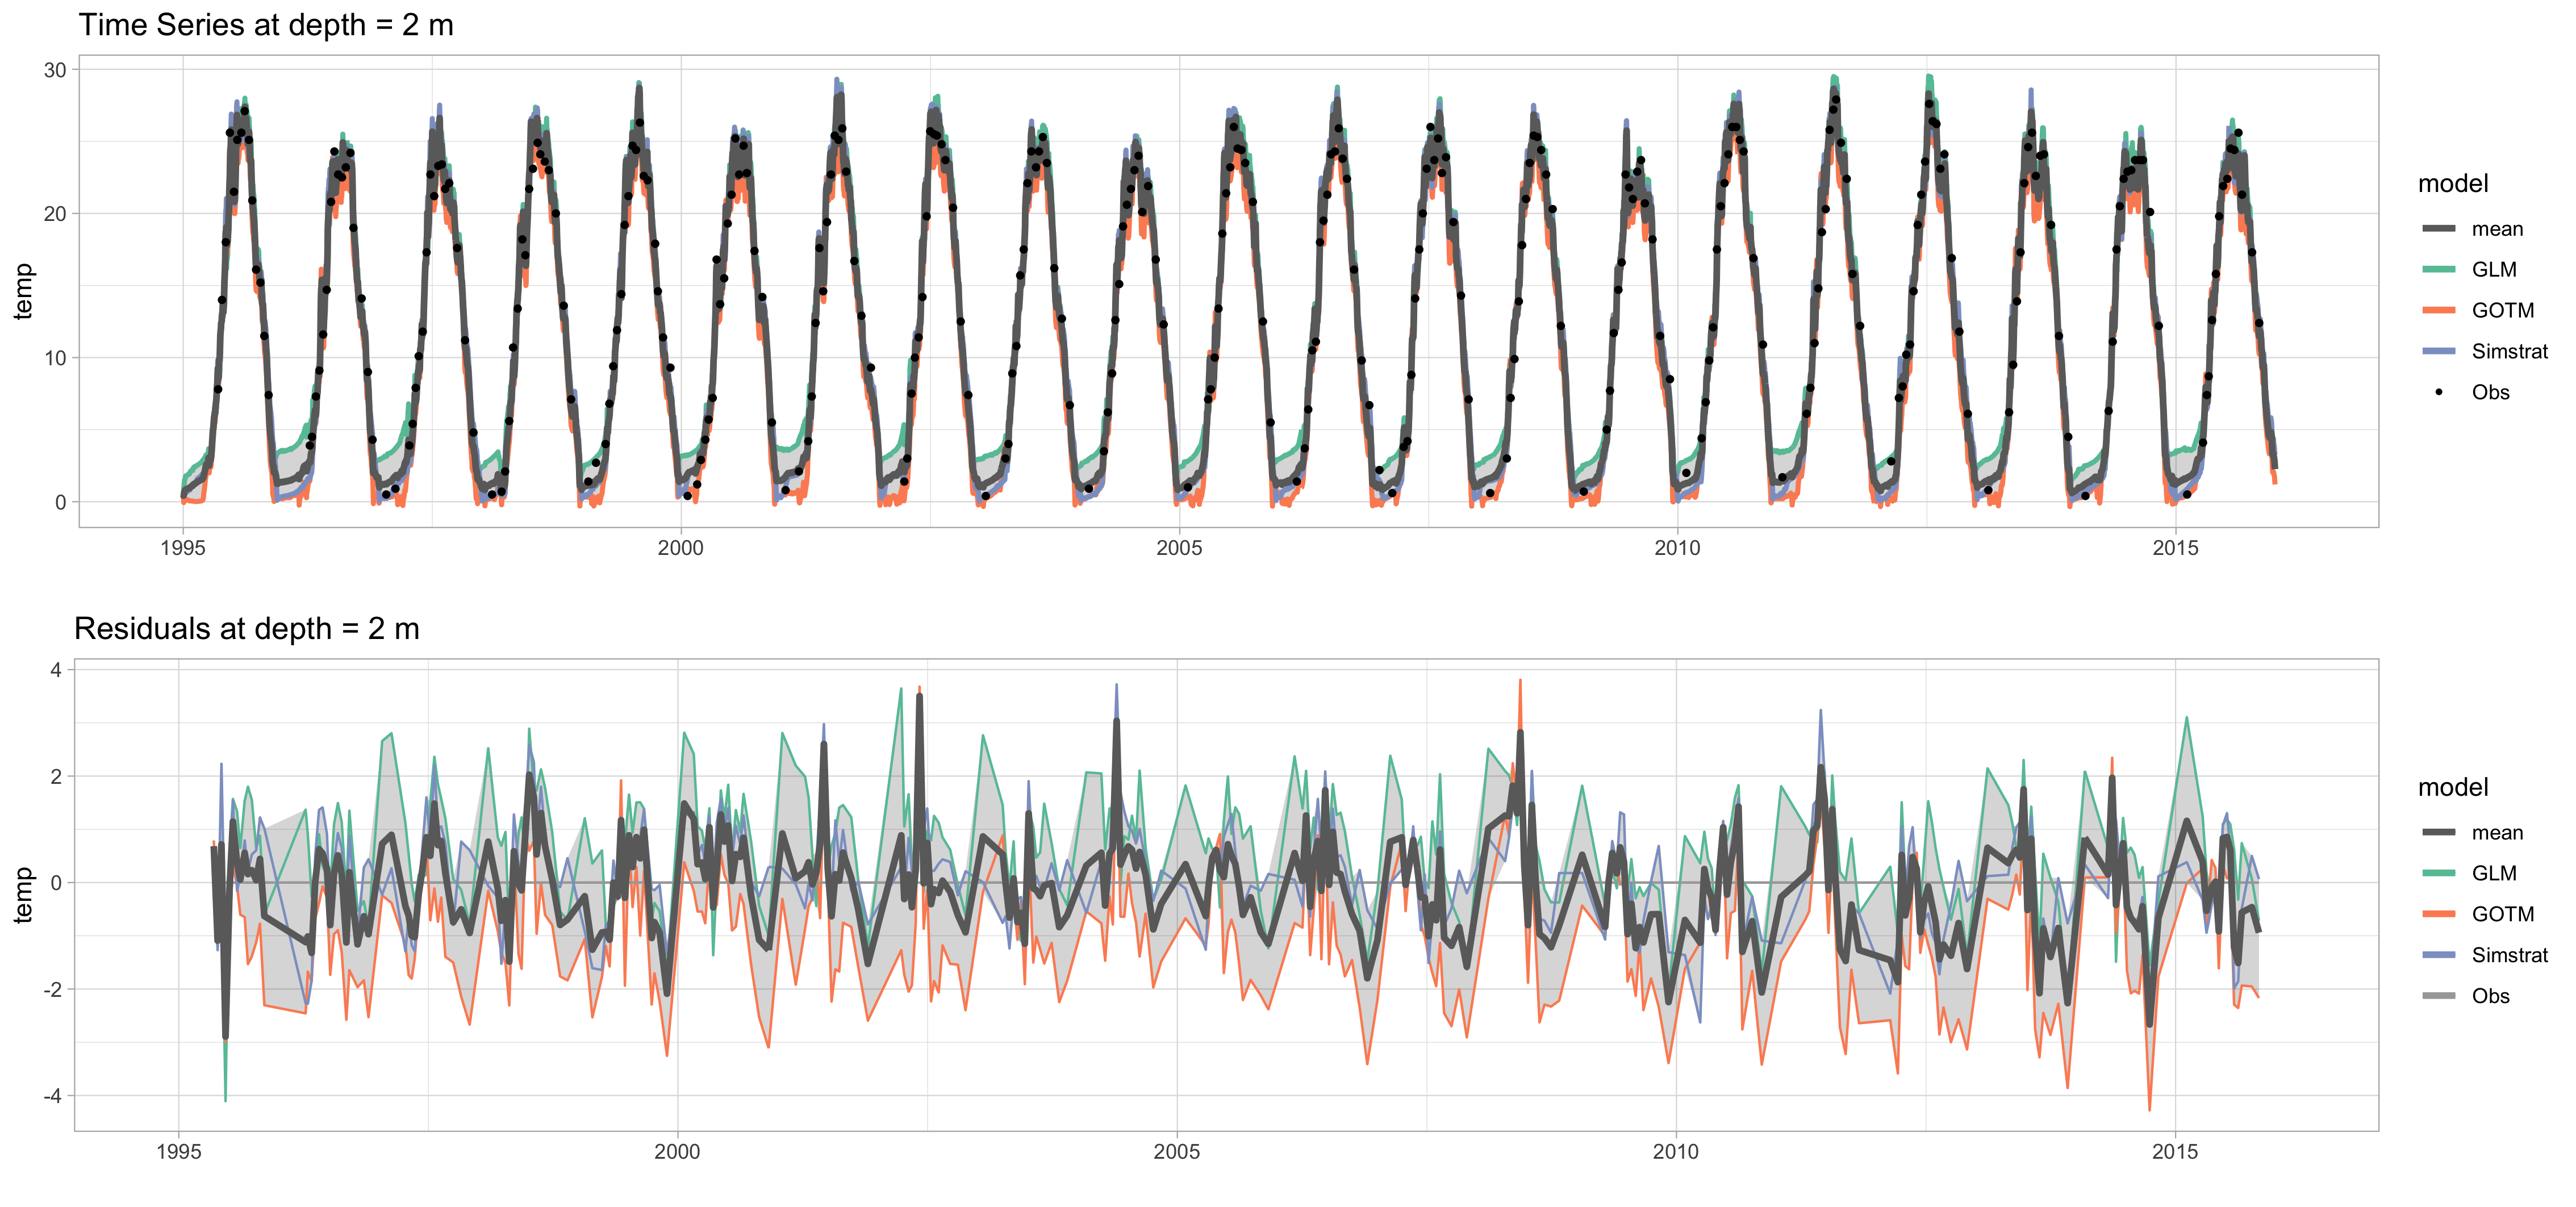 Time Series at depth = 2 m
30
20
10
0
temp
1995
2000
2005
2010
2015
model
mean
GLM
GOTM
Simstrat
Obs
Residuals at depth = 2 m
4
2
0
-2
-4
temp
1995
2000
2005
2010
2015
model
mean
GLM
GOTM
Simstrat
Obs